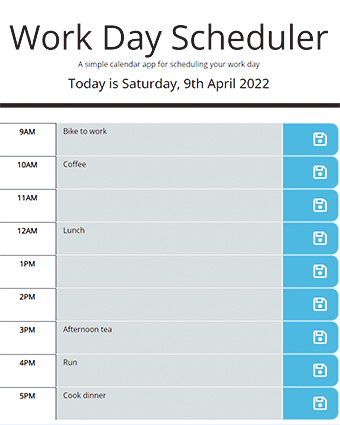 Work Day Scheduler
A simple calendar app for scheduling your work day
Today is Saturday, 9th April 2022
9AM Bike to work
10AM Coffee
11AM
12AM Lunch
1PM
2PM
3PM Afternoon tea
4PM Run
5PM Cook dinner